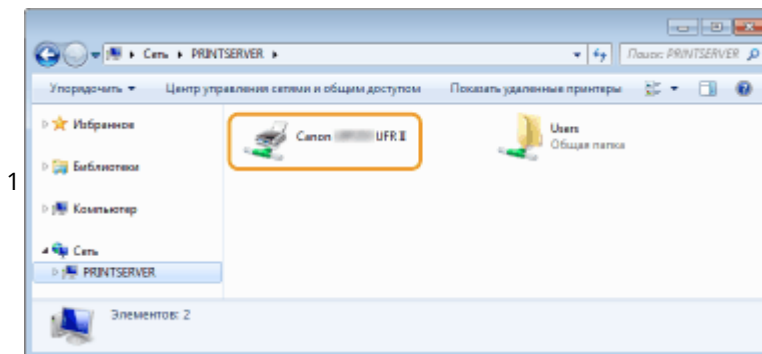 Сеть ▸ PRINTSERVER ▸
Поиск: PRINTSERVER
Упорядочить ▾ Центр управления сетями и общим доступом Показать удаленные принтеры
Избранное
Canon UFR II
Users
Общая папка
Библиотеки
1
Компьютер
Сеть
PRINTSERVER
Элементов: 2